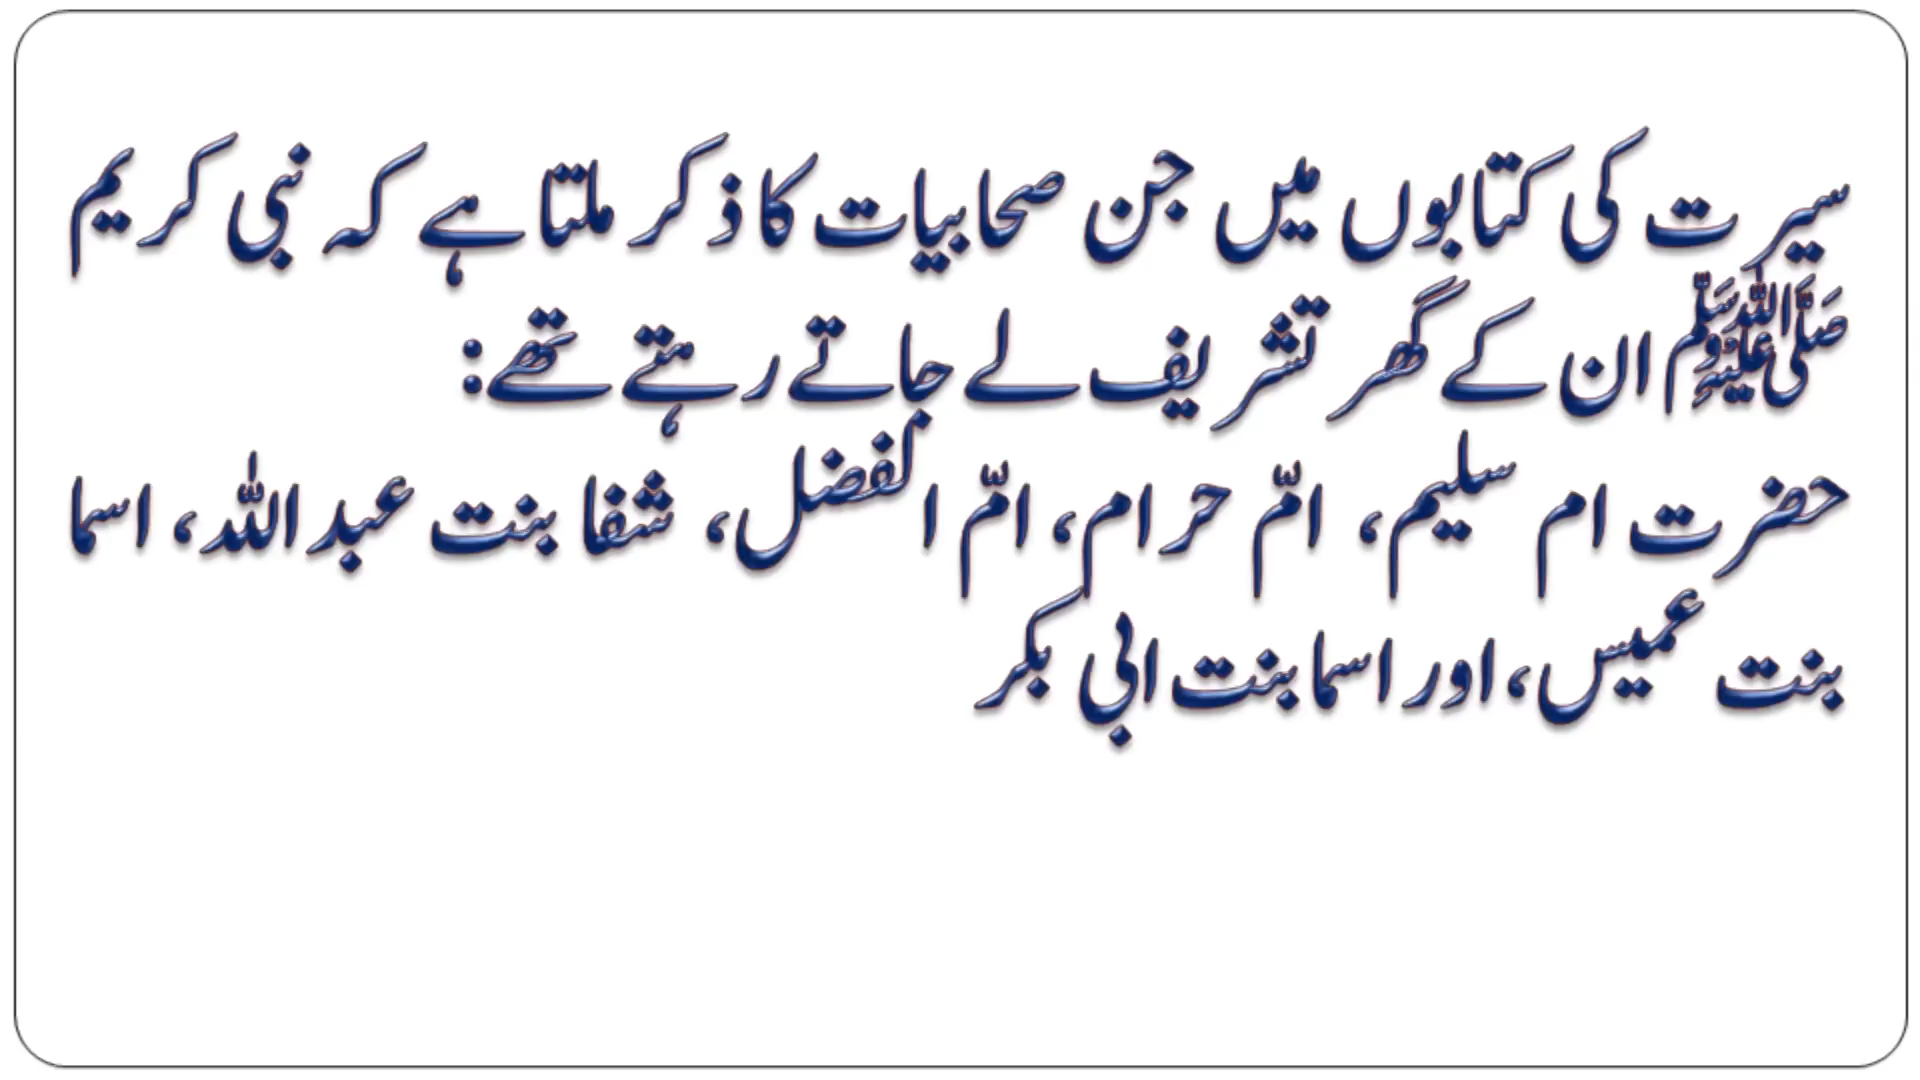 سیرت کی کتابوں میں جن صحابیات کا ذکر ملتا ہے کہ نبی کریم
ﷺ ان کے گھر تشریف لے جاتے رہتے تھے:
حضرت ام سلیم، امّ حرام، امّ الفضل، شفا بنت عبد اللہ، اسما
بنت عمیس، اور اسما بنت ابی بکر